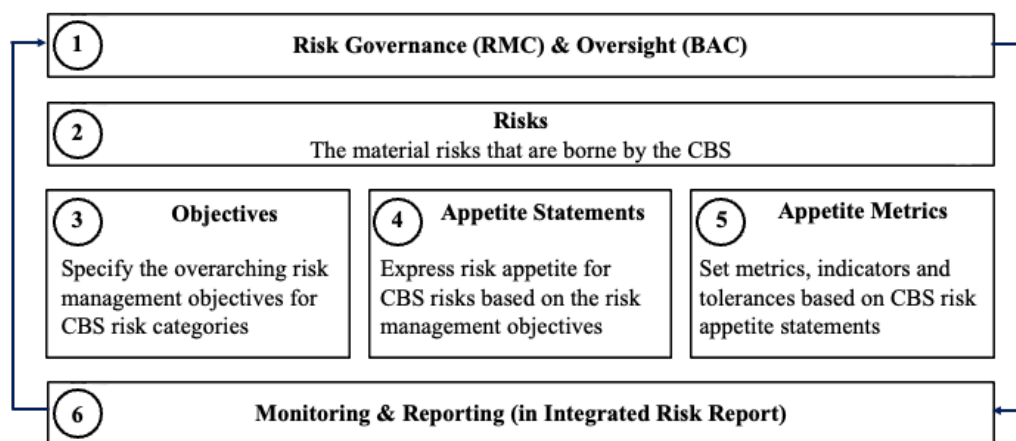 1
Risk Governance (RMC) & Oversight (BAC)
2
Risks
The material risks that are borne by the CBS
3
Objectives
Specify the overarching risk
management objectives for
CBS risk categories
4
Appetite Statements
Express risk appetite for
CBS risks based on the risk
management objectives
5
Appetite Metrics
Set metrics, indicators and
tolerances based on CBS risk
appetite statements
6
Monitoring & Reporting (in Integrated Risk Report)